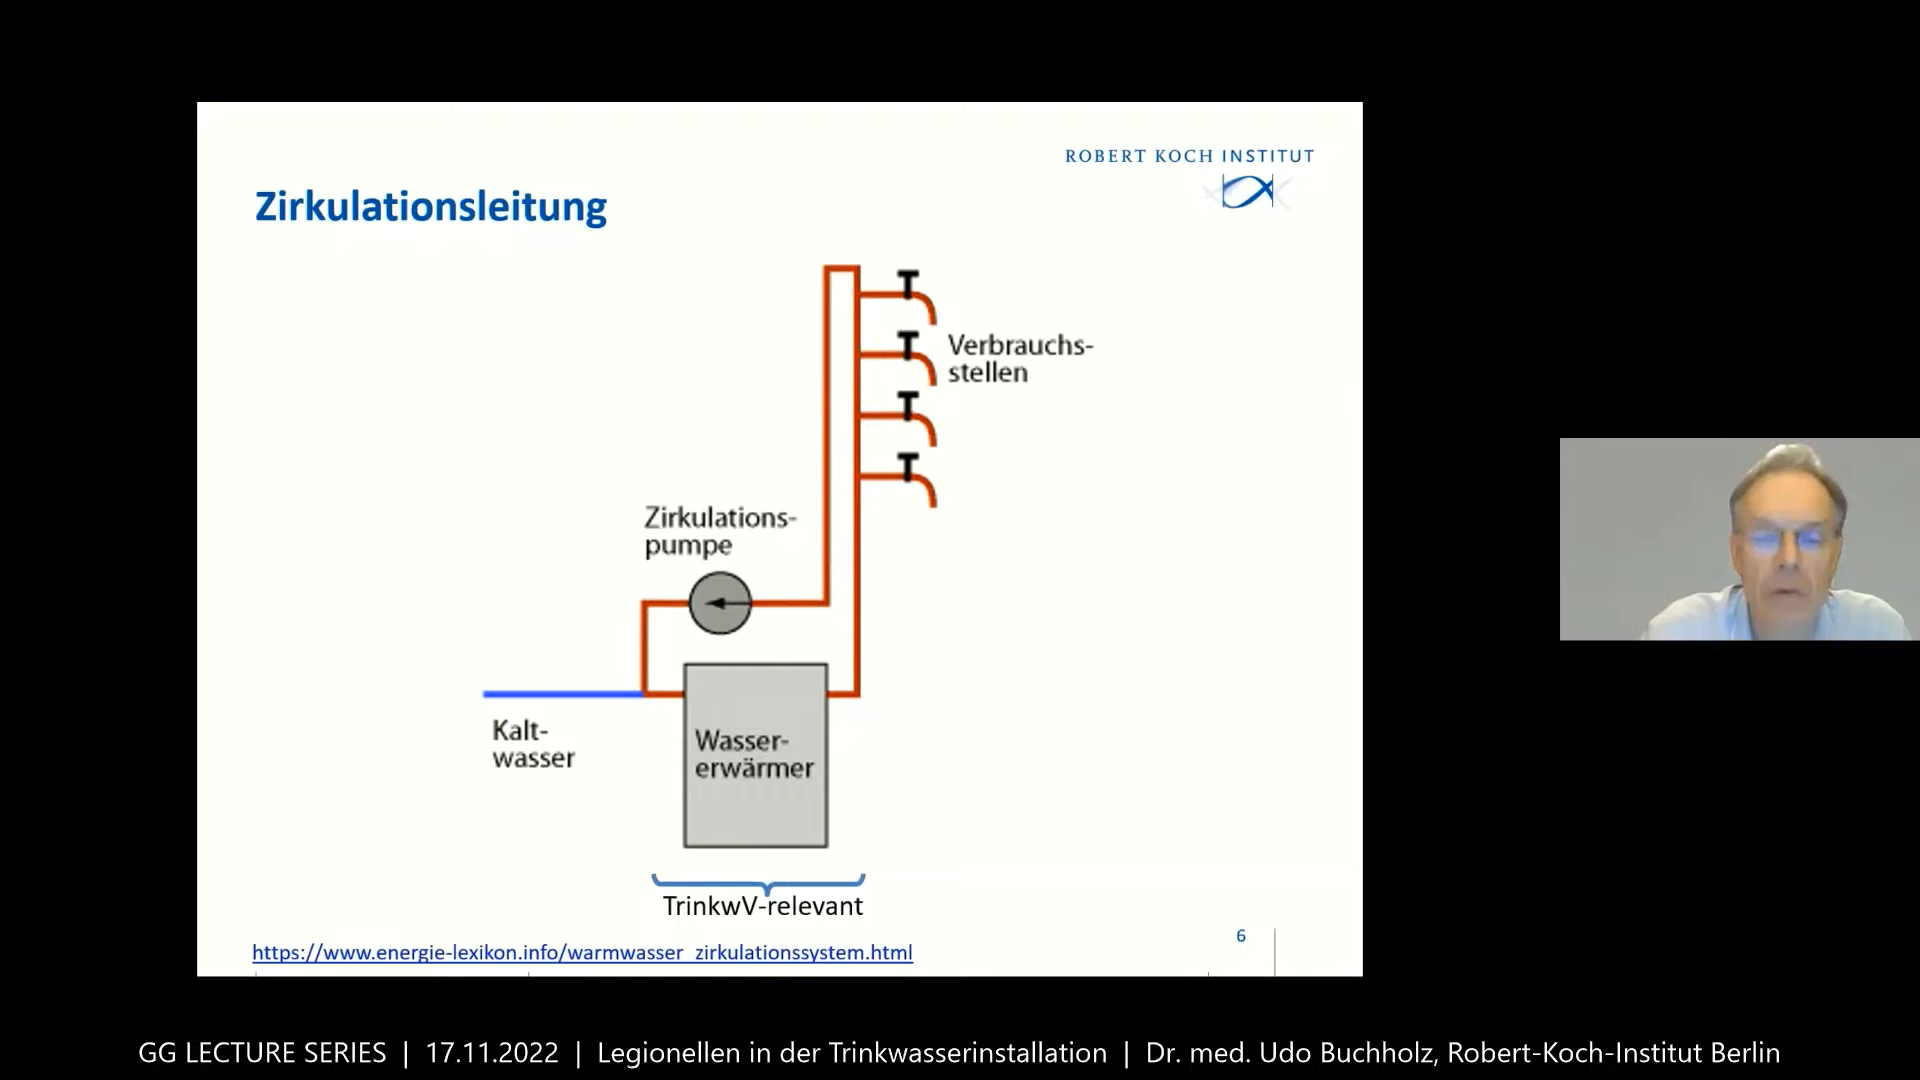 ROBERT KOCH INSTITUT
Zirkulationsleitung
Verbrauchs-
stellen
Zirkulations-
pumpe
Kalt-
wasser
Wasser-
erwärmer
TrinkwV-relevant
https://www.energie-lexikon.info/warmwasser_zirkulationssystem.html
6
GG LECTURE SERIES | 17.11.2022 | Legionellen in der Trinkwasserinstallation | Dr. med. Udo Buchholz, Robert-Koch-Institut Berlin